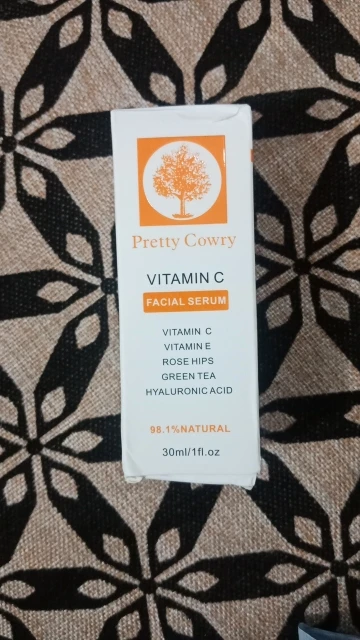 Pretty Cowry
VITAMIN C
FACIAL SERUM
VITAMIN C
VITAMIN E
ROSE HIPS
GREEN TEA
HYALURONIC ACID
98.1%NATURAL
30ml/1fl.oz